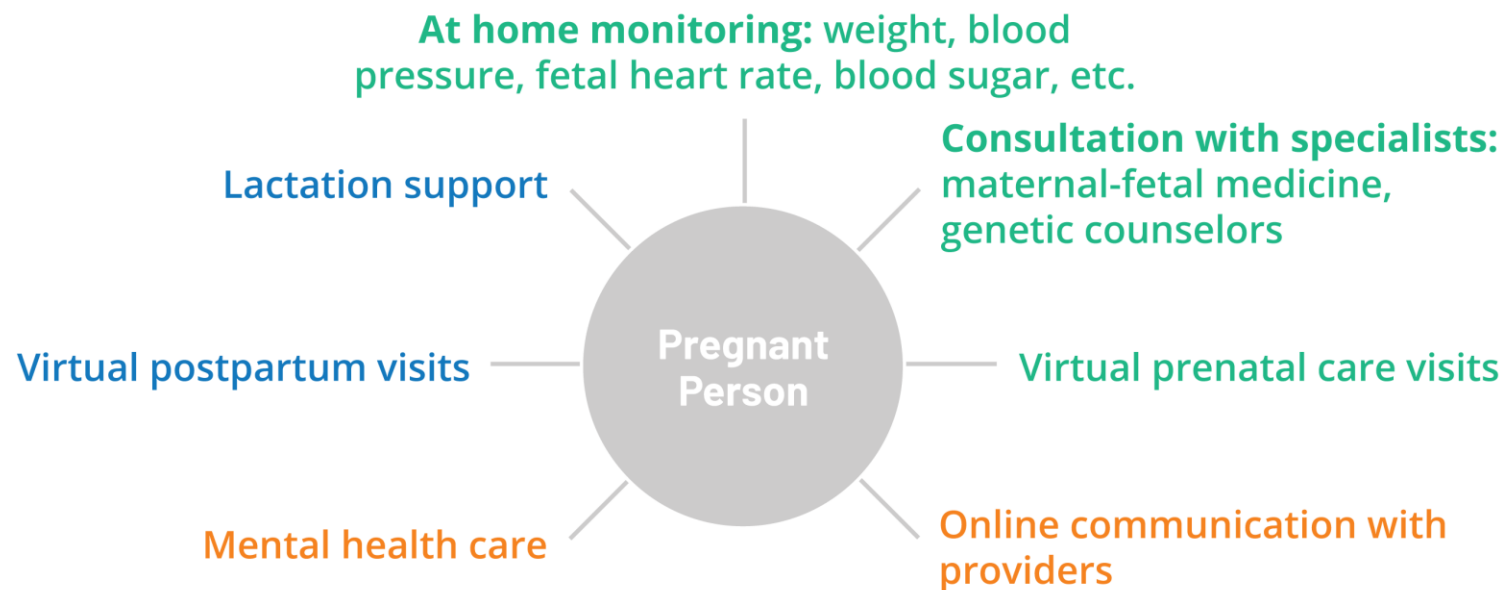 At home monitoring: weight, blood
pressure, fetal heart rate, blood sugar, etc.
Consultation with specialists:
maternal-fetal medicine,
genetic counselors
Lactation support
Pregnant
Person
Virtual postpartum visits
Virtual prenatal care visits
Mental health care
Online communication with
providers